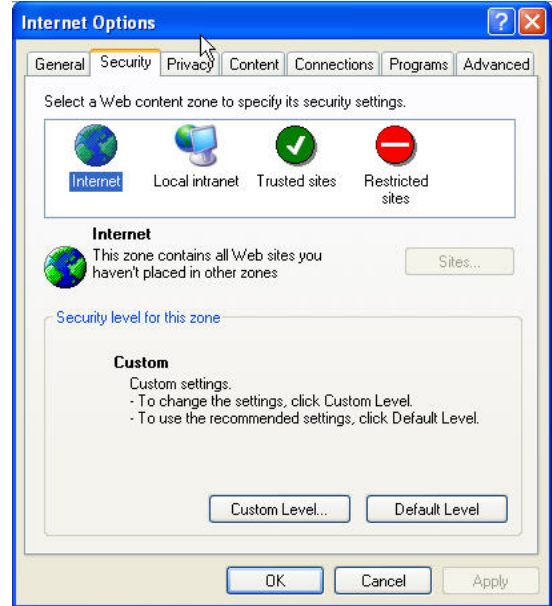 Internet Options
General Security Privacy Content Connections Programs Advanced
Select a Web content zone to specify its security settings.
Internet Local intranet Trusted sites Restricted
sites
Internet
This zone contains all Web sites you
haven't placed in other zones
Sites...
Security level for this zone
Custom
Custom settings.
- To change the settings, click Custom Level.
- To use the recommended settings, click Default Level.
Custom Level... Default Level
OK Cancel Apply